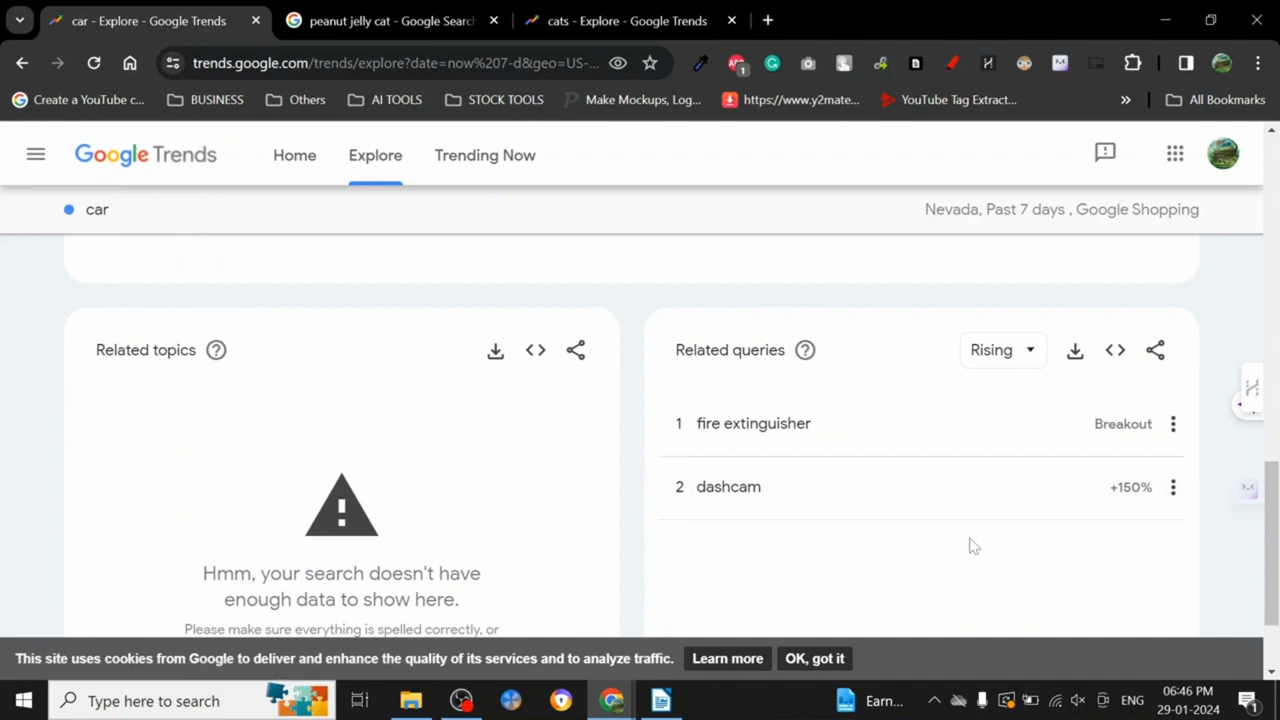 car - Explore - Google Trends
peanut jelly cat - Google Sear
cats - Explore - Google Trends
trends.google.com/trends/explore?date=now%207-d&geo=US-...
1
Create a YouTube c...
BUSINESS
Others
AI TOOLS
STOCK TOOLS
Make Mockups, Log...
https://www.y2mate...
YouTube Tag Extract...
All Bookmarks
Google Trends
Home
Explore
Trending Now
car
Nevada, Past 7 days , Google Shopping
Related topics
Related queries
Rising
1 fire extinguisher Breakout
2 dashcam +150%
Hmm, your search doesn't have
enough data to show here.
Please make sure everything is spelled correctly, or
This site uses cookies from Google to deliver and enhance the quality of its services and to analyze traffic.
Learn more
OK, got it
Type here to search
Earn...
ENG
06:46 PM
29-01-2024
1